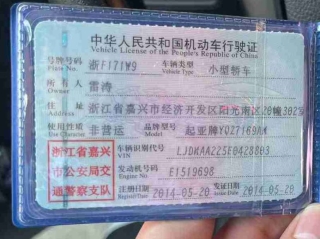 中华人民共和国机动车行驶证
Vehicle License of the People's Republic of China
号牌号码 浙F171W9 车辆类型 小型轿车
Plate No. Vehicle Type
所有人 雷涛
Owner
住址 浙江省嘉兴市经济开发区阳光南区20幢302室
Address
使用性质 非营运 品牌型号 起亚牌YQZ7169AM
Use Character Model
浙江省嘉兴 车辆识别代号 LJDKAA225E0428803
VIN
市公安局交 发动机号码 E1519698
Engine No.
通警察支队 注册日期 2014-05-20 发证日期 2014-05-20
Register Date Issue Date